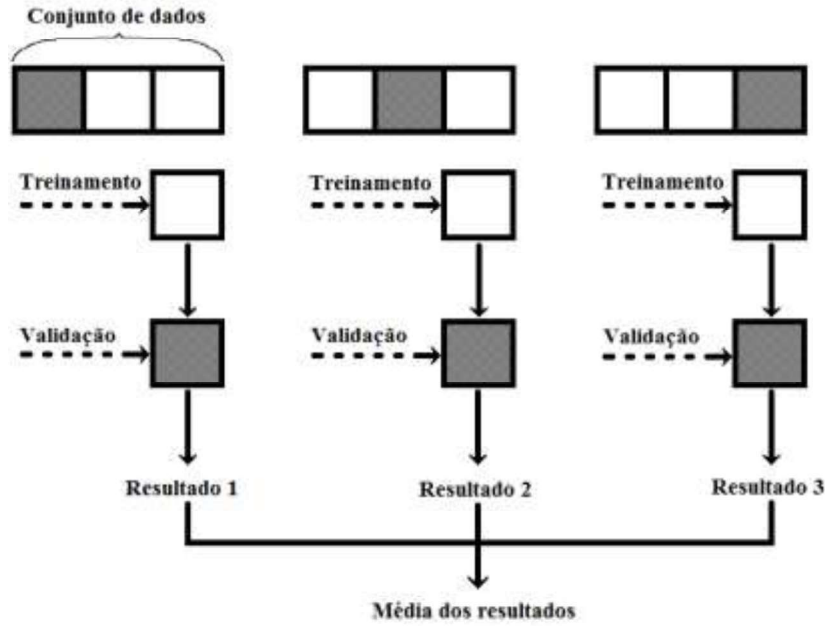 Conjunto de dados
Treinamento
Treinamento
Treinamento
Validação
Validação
Validação
Resultado 1
Resultado 2
Resultado 3
Média dos resultados